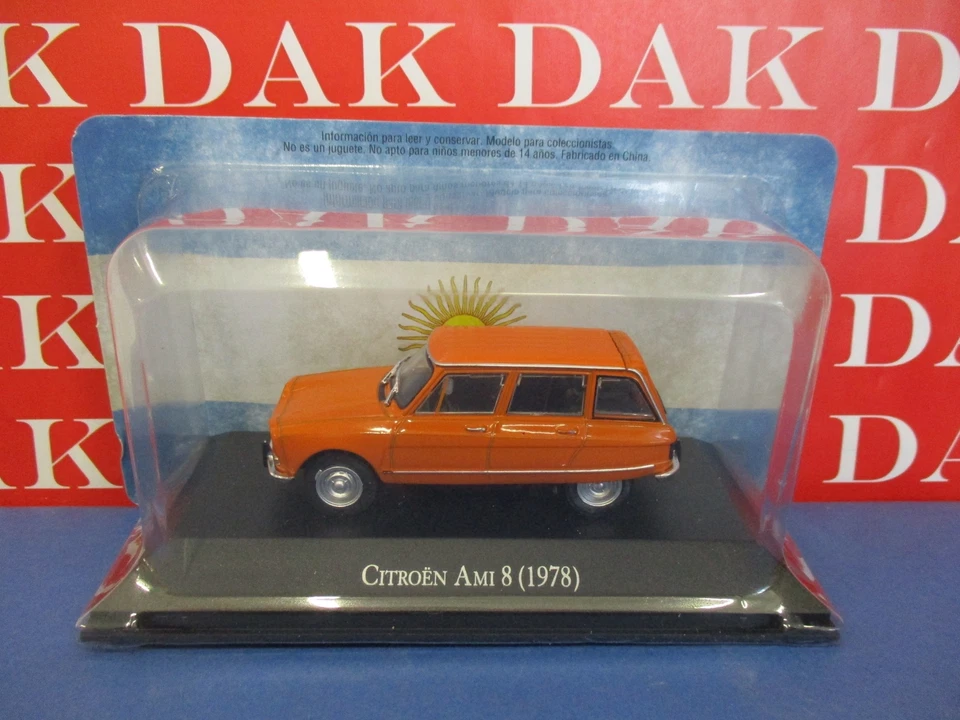 K DAK DAK DAK D
Información para leer y conservar. Modelo para coleccionistas.
No es un juguete. No apto para niños menores de 14 años. Fabricado en China.
K
DA
K
DA
K
DA
CITROËN AMI 8 (1978)